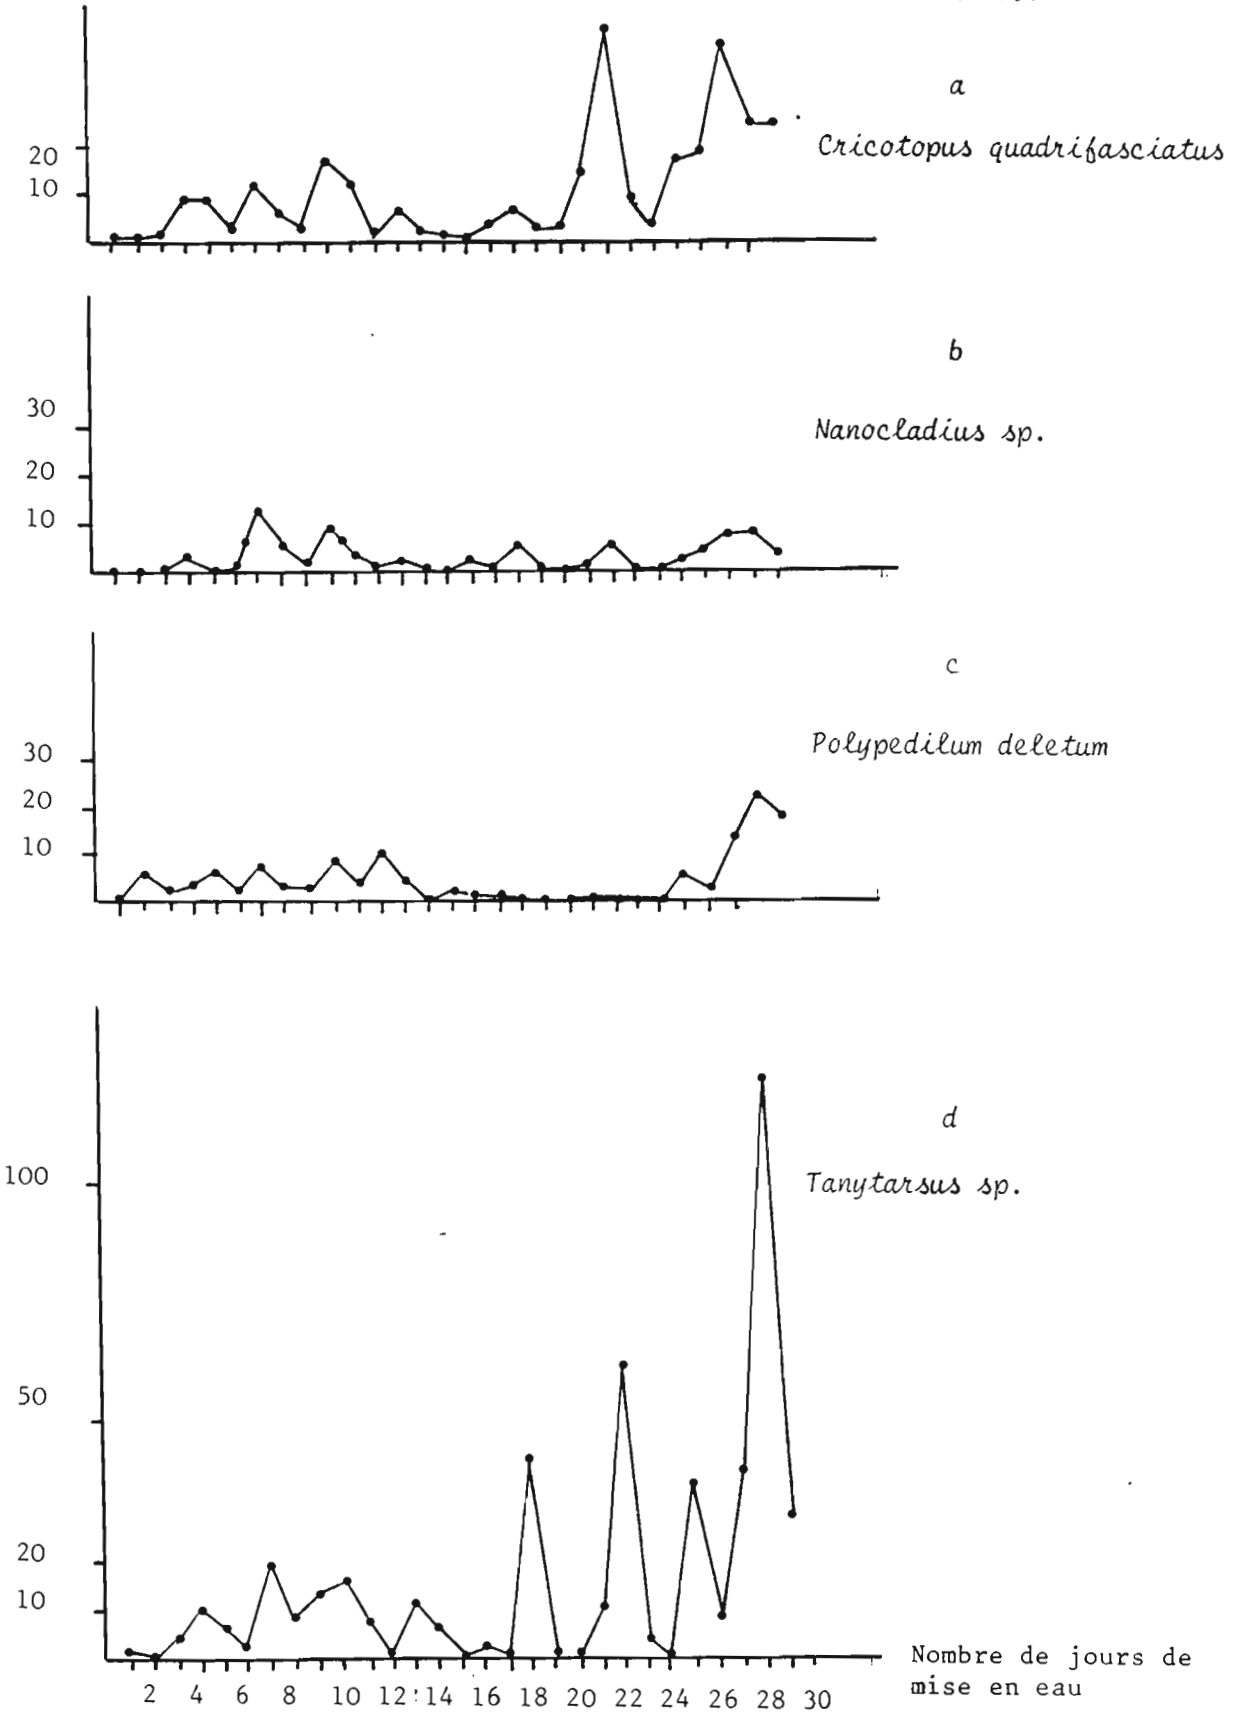 a
Cricotopus quadrifasciatus
20
10
b
Nanocladius sp.
30
20
10
c
Polypedilum deletum
30
20
10
d
Tanytarsus sp.
100
50
20
10
Nombre de jours de
mise en eau
2 4 6 8 10 12 14 16 18 20 22 24 26 28 30